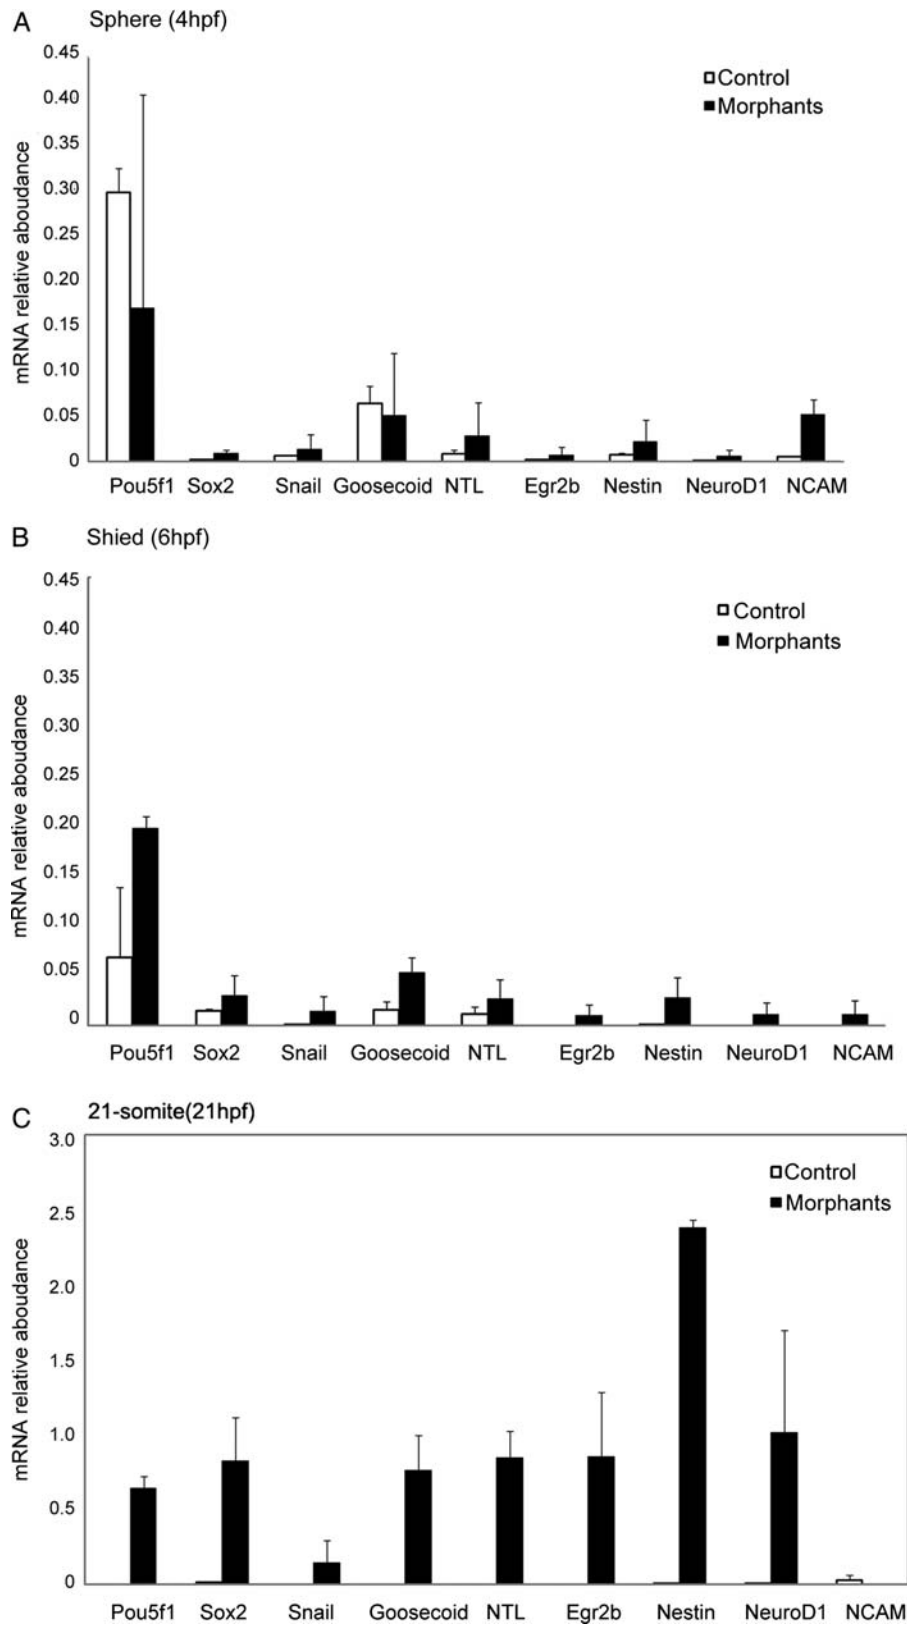 A
Sphere (4hpf)
mRNA relative aboudance
0.45
0.40
0.35
0.30
0.25
0.20
0.15
0.10
0.05
0
Control
Morphants
Pou5f1 Sox2 Snail Goosecoid NTL Egr2b Nestin NeuroD1 NCAM
B
Shied (6hpf)
mRNA relative aboudance
0.45
0.40
0.35
0.30
0.25
0.20
0.15
0.10
0.05
0
Control
Morphants
Pou5f1 Sox2 Snail Goosecoid NTL Egr2b Nestin NeuroD1 NCAM
C
21-somite(21hpf)
mRNA relative aboudance
3.0
2.5
2.0
1.5
1.0
0.5
0
Control
Morphants
Pou5f1 Sox2 Snail Goosecoid NTL Egr2b Nestin NeuroD1 NCAM